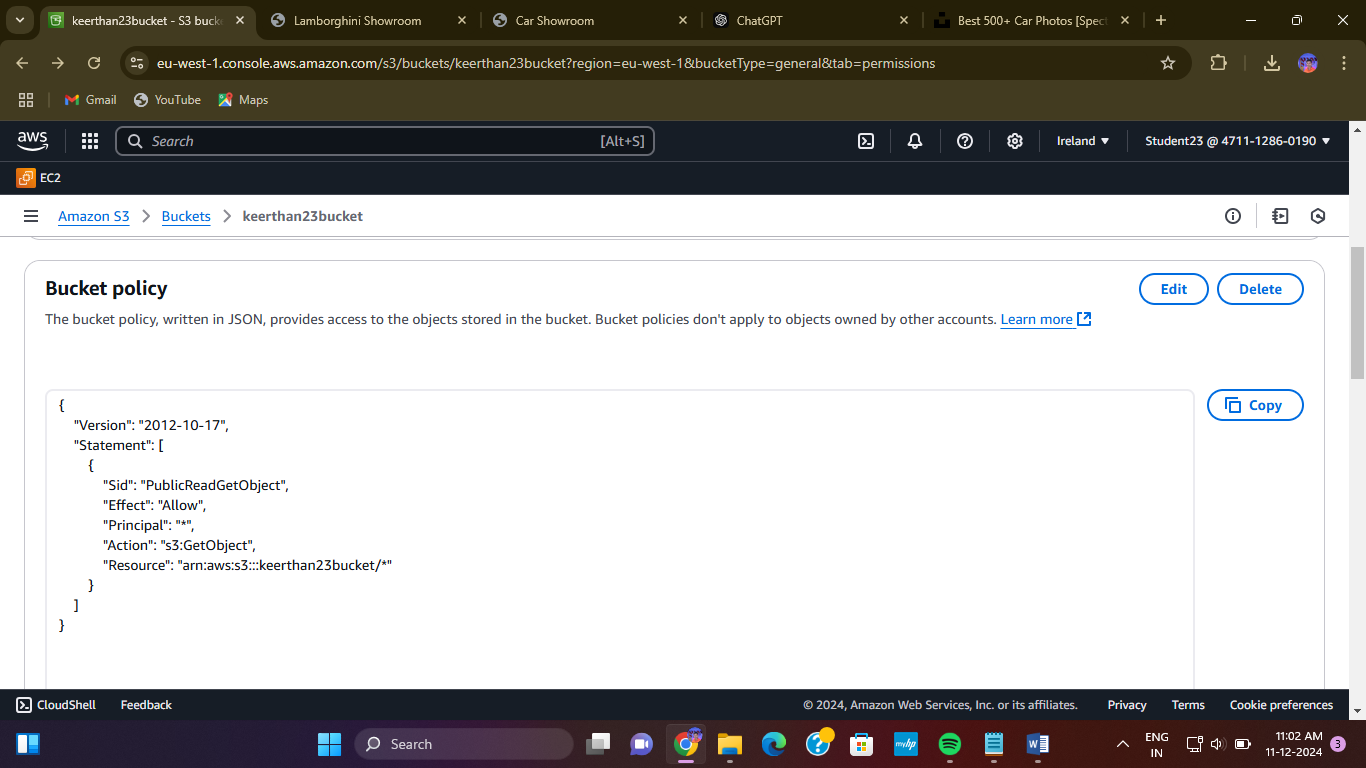 keerthan23bucket - S3 bucke
Lamborghini Showroom
Car Showroom
ChatGPT
Best 500+ Car Photos [Spect
eu-west-1.console.aws.amazon.com/s3/buckets/keerthan23bucket?region=eu-west-1&bucketType=general&tab=permissions
Gmail
YouTube
Maps
aws
Search
[Alt+S]
Ireland
Student23 @ 4711-1286-0190
EC2
Amazon S3
Buckets
keerthan23bucket
Bucket policy
Edit
Delete
The bucket policy, written in JSON, provides access to the objects stored in the bucket. Bucket policies don't apply to objects owned by other accounts. Learn more
{
"Version": "2012-10-17",
"Statement": [
{
"Sid": "PublicReadGetObject",
"Effect": "Allow",
"Principal": "*",
"Action": "s3:GetObject",
"Resource": "arn:aws:s3:::keerthan23bucket/*"
}
]
}
Copy
CloudShell
Feedback
© 2024, Amazon Web Services, Inc. or its affiliates.
Privacy
Terms
Cookie preferences
Search
myhp
ENG
IN
11:02 AM
11-12-2024
3